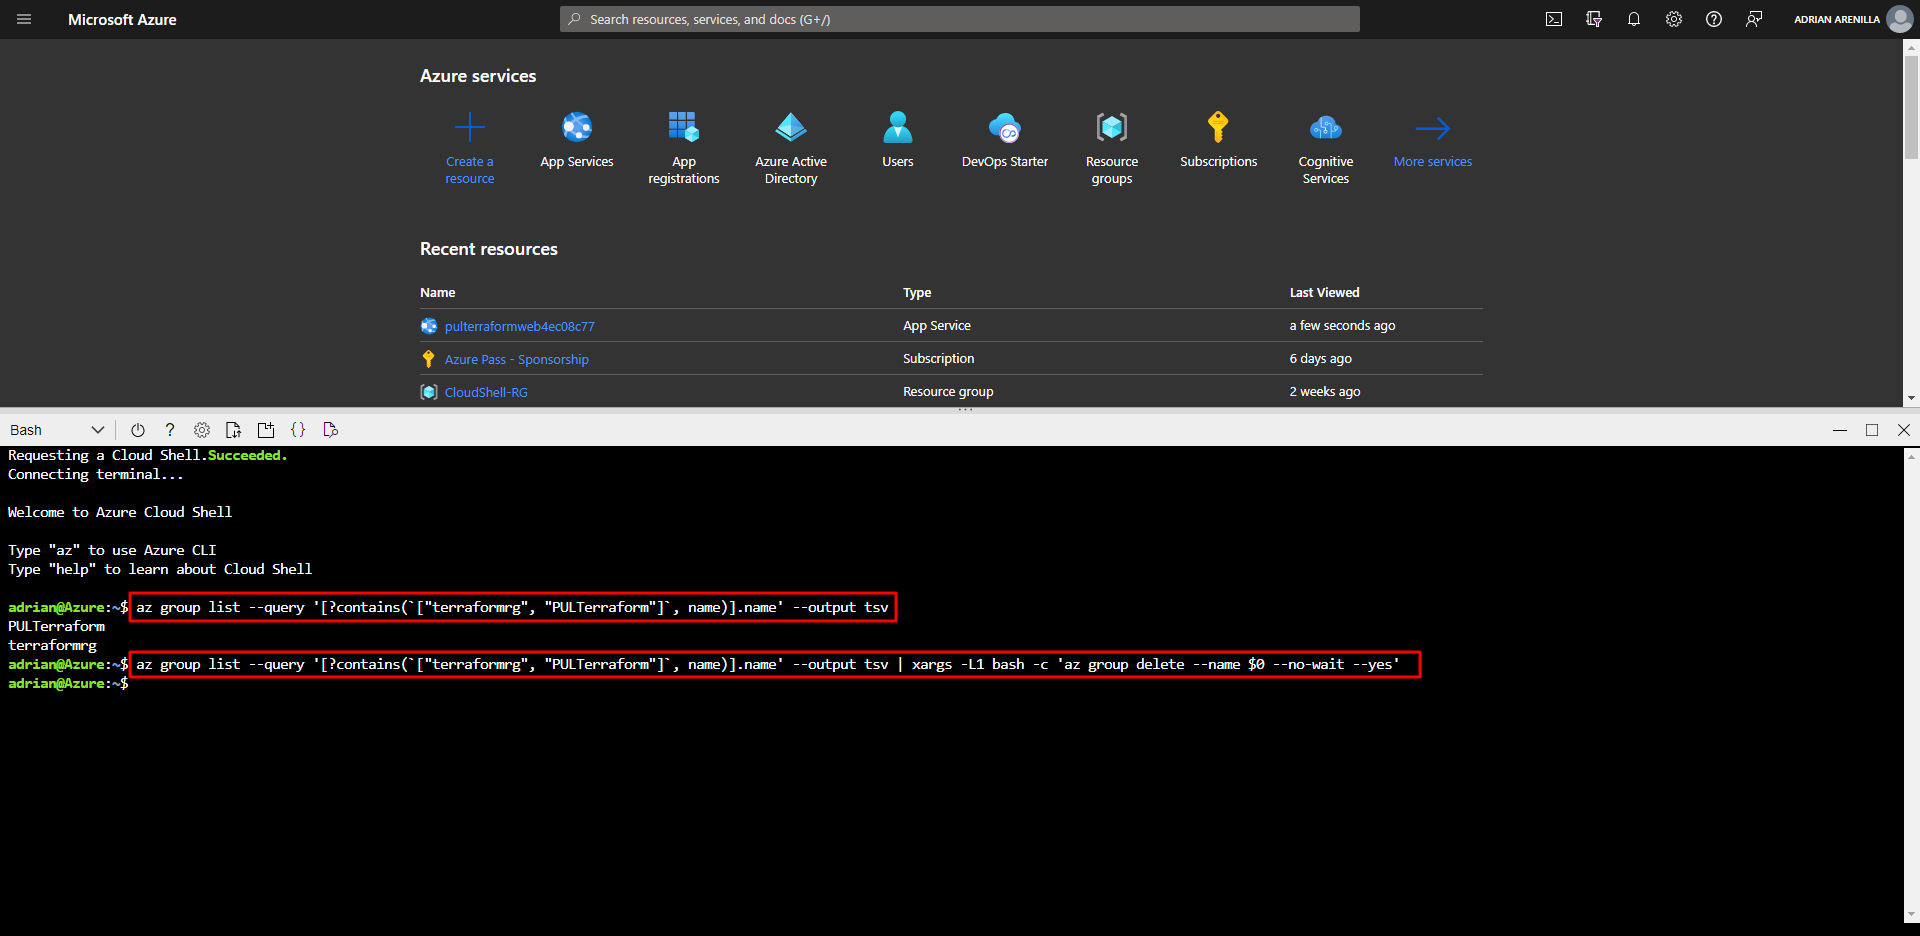 Microsoft Azure
Search resources, services, and docs (G+/)
ADRIAN ARENILLA
Azure services
Create a
resource
App Services
App
registrations
Azure Active
Directory
Users
DevOps Starter
Resource
groups
Subscriptions
Cognitive
Services
More services
Recent resources
Name Type Last Viewed
pulterraformweb4ec08c77 App Service a few seconds ago
Azure Pass - Sponsorship Subscription 6 days ago
CloudShell-RG Resource group 2 weeks ago
Bash
Requesting a Cloud Shell.Succeeded.
Connecting terminal...
Welcome to Azure Cloud Shell
Type "az" to use Azure CLI
Type "help" to learn about Cloud Shell
adrian@Azure:~$ az group list --query '[?contains(`["terraformrg", "PULTerraform"]`, name)].name' --output tsv
PULTerraform
terraformrg
adrian@Azure:~$ az group list --query '[?contains(`["terraformrg", "PULTerraform"]`, name)].name' --output tsv | xargs -L1 bash -c 'az group delete --name $0 --no-wait --yes'
adrian@Azure:~$